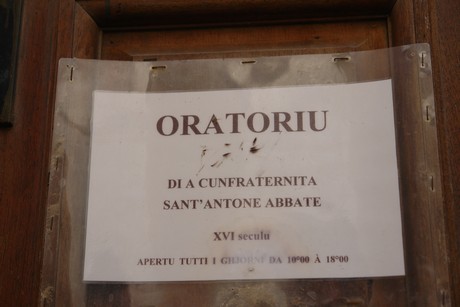 ORATORIU
DI A CUNFRATERNITA
SANT'ANTONE ABBATE
XVI seculu
APERTU TUTTI I GHJORNI DA 10°00 À 18°00